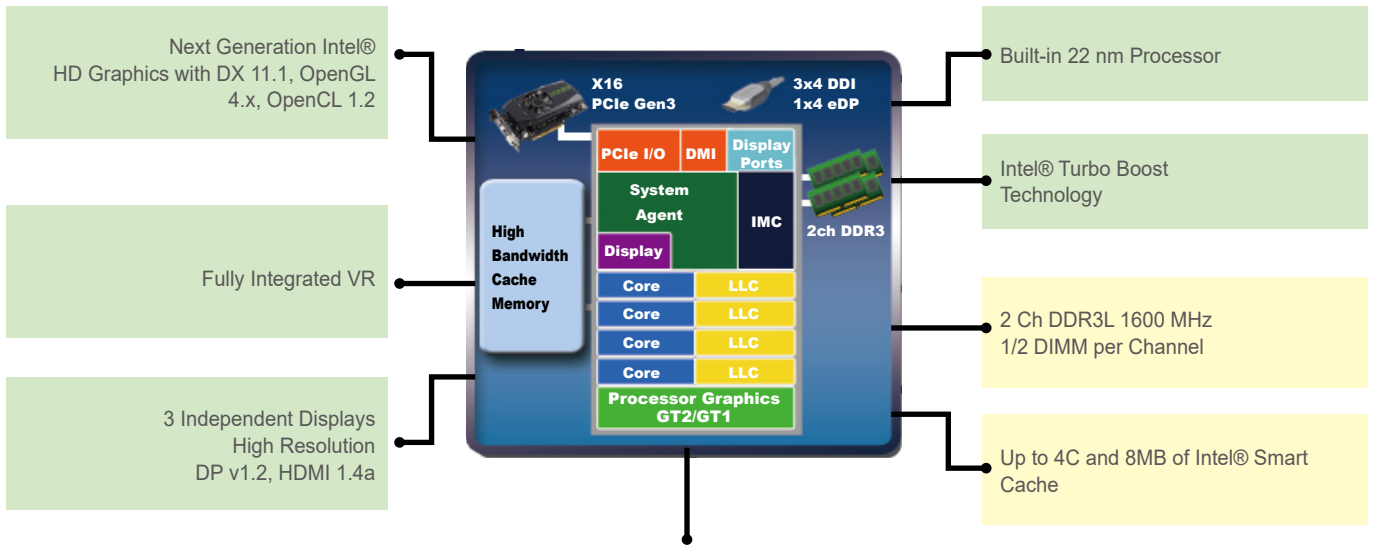 Next Generation Intel®
HD Graphics with DX 11.1, OpenGL
4.x, OpenCL 1.2
Fully Integrated VR
3 Independent Displays
High Resolution
DP v1.2, HDMI 1.4a
X16
PCIe Gen3
3x4 DDI
1x4 eDP
PCIe I/O
DMI
Display
Ports
System
Agent
IMC
Display
2ch DDR3
High
Bandwidth
Cache
Memory
Core
LLC
Core
LLC
Core
LLC
Core
LLC
Processor Graphics
GT2/GT1
Built-in 22 nm Processor
Intel® Turbo Boost
Technology
2 Ch DDR3L 1600 MHz
1/2 DIMM per Channel
Up to 4C and 8MB of Intel® Smart
Cache